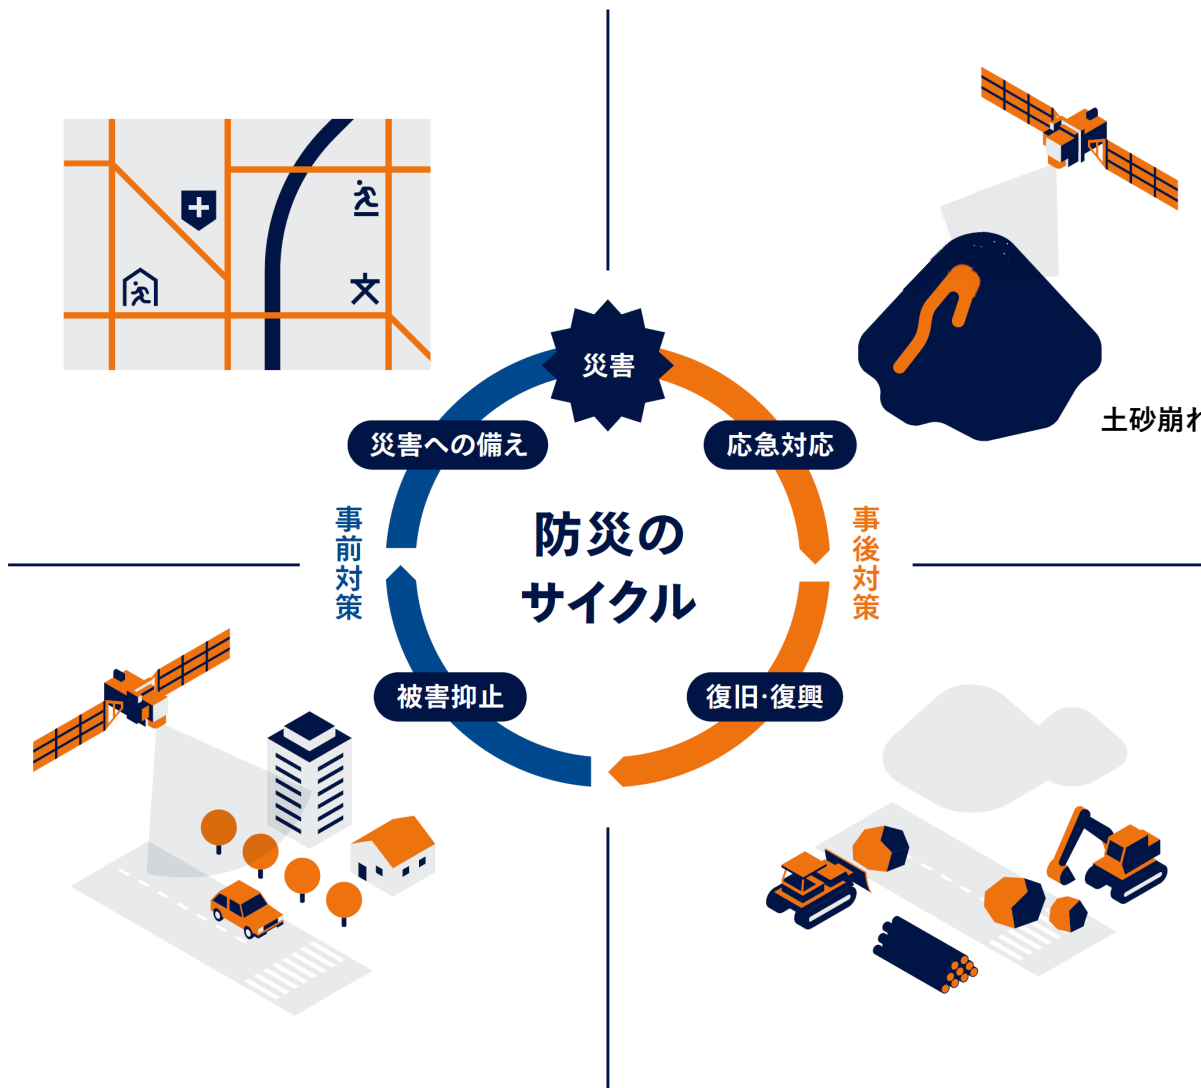 災害
災害への備え
応急対応
土砂崩れ
防災の
サイクル
事前対策
事後対策
被害抑止
復旧・復興